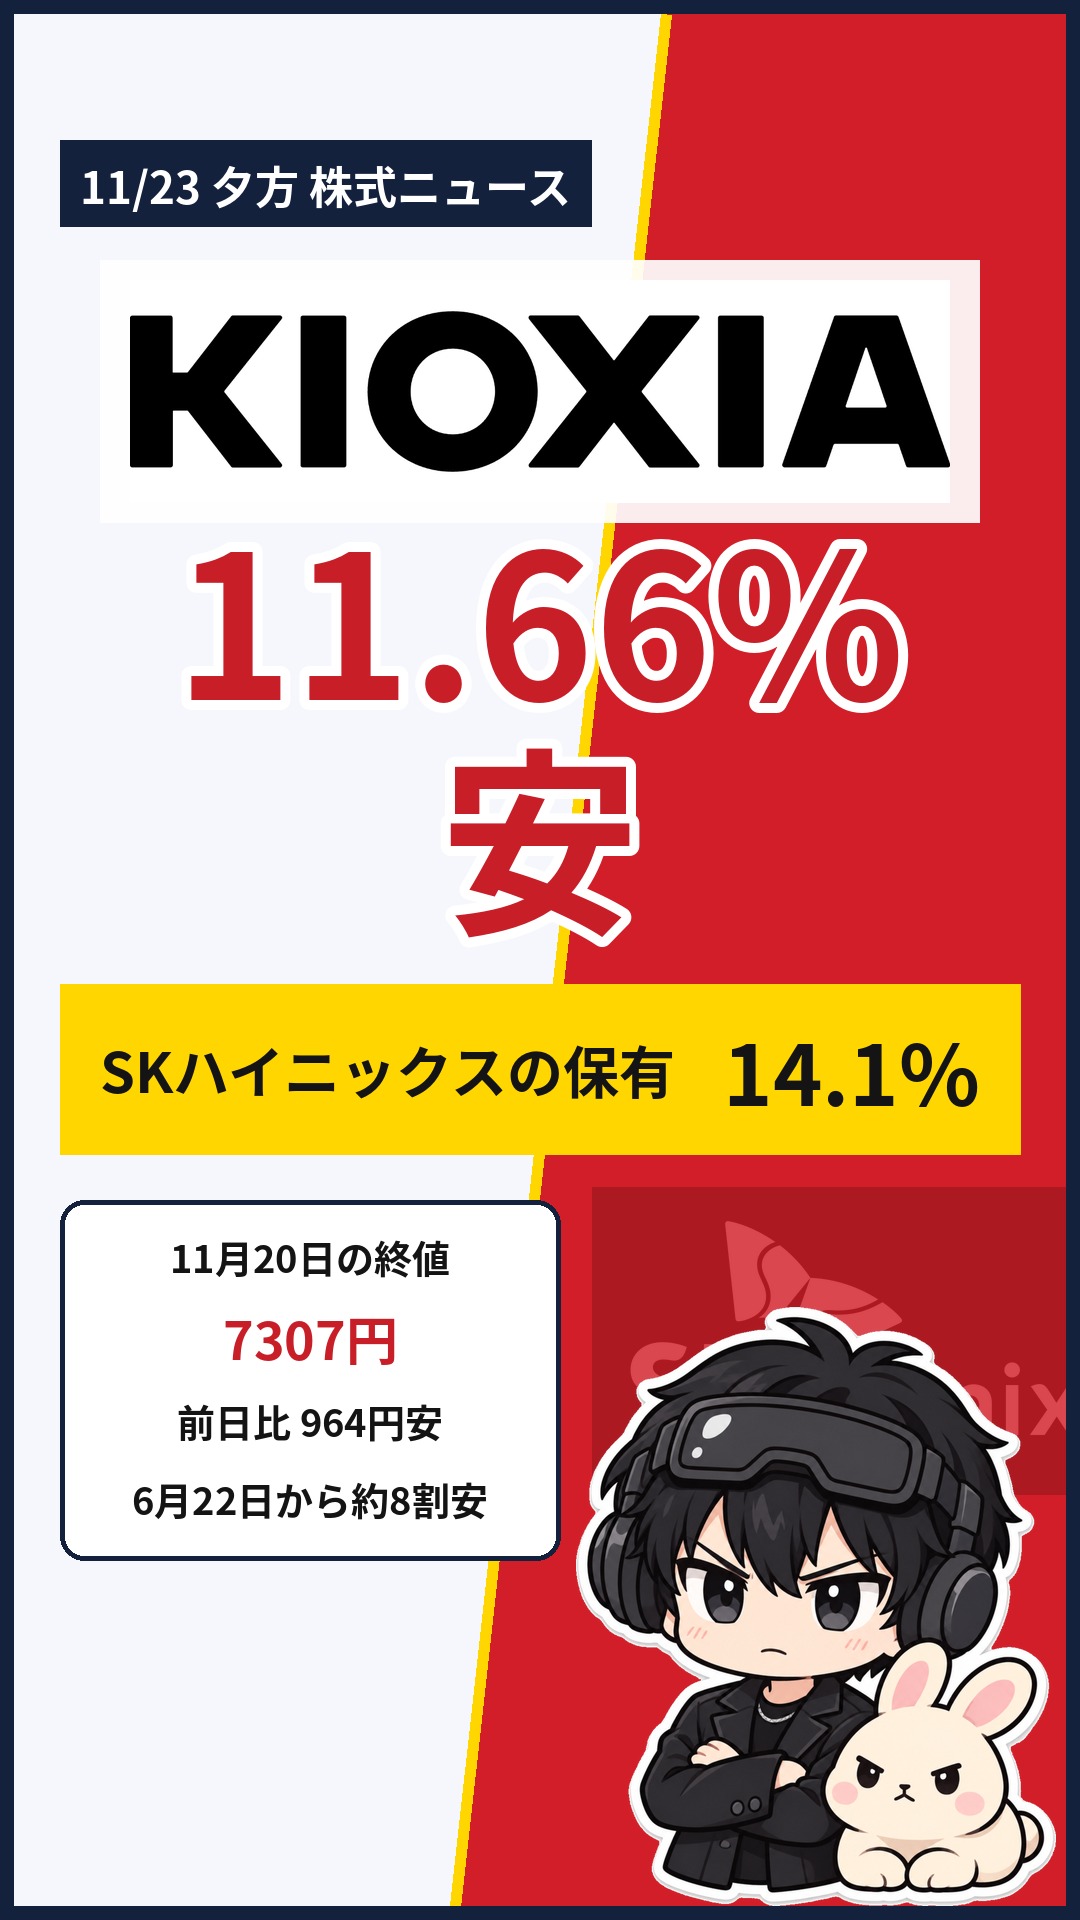 11/23 夕方 株式ニュース
KIOXIA
11.66%
安
SKハイニックスの保有 14.1%
11月20日の終値
7307円
前日比 964円安
6月22日から約8割安